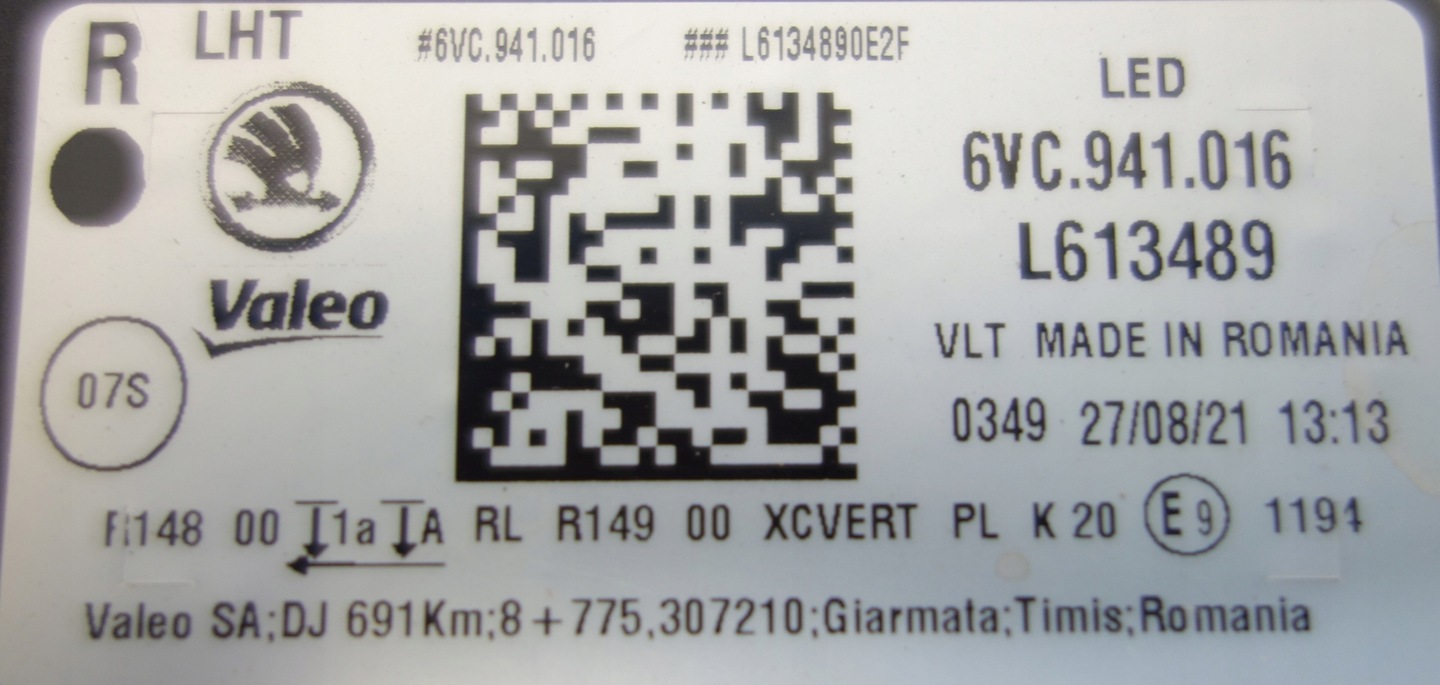 R LHT #6VC.941.016 ### L6134890E2F
LED
6VC.941.016
L613489
Valeo
VLT MADE IN ROMANIA
07S
0349 27/08/21 13:13
R148 00 1a A RL R149 00 XCVERT PL K 20 E9 1194
Valeo SA;DJ 691Km;8+775,307210;Giarmata;Timis;Romania